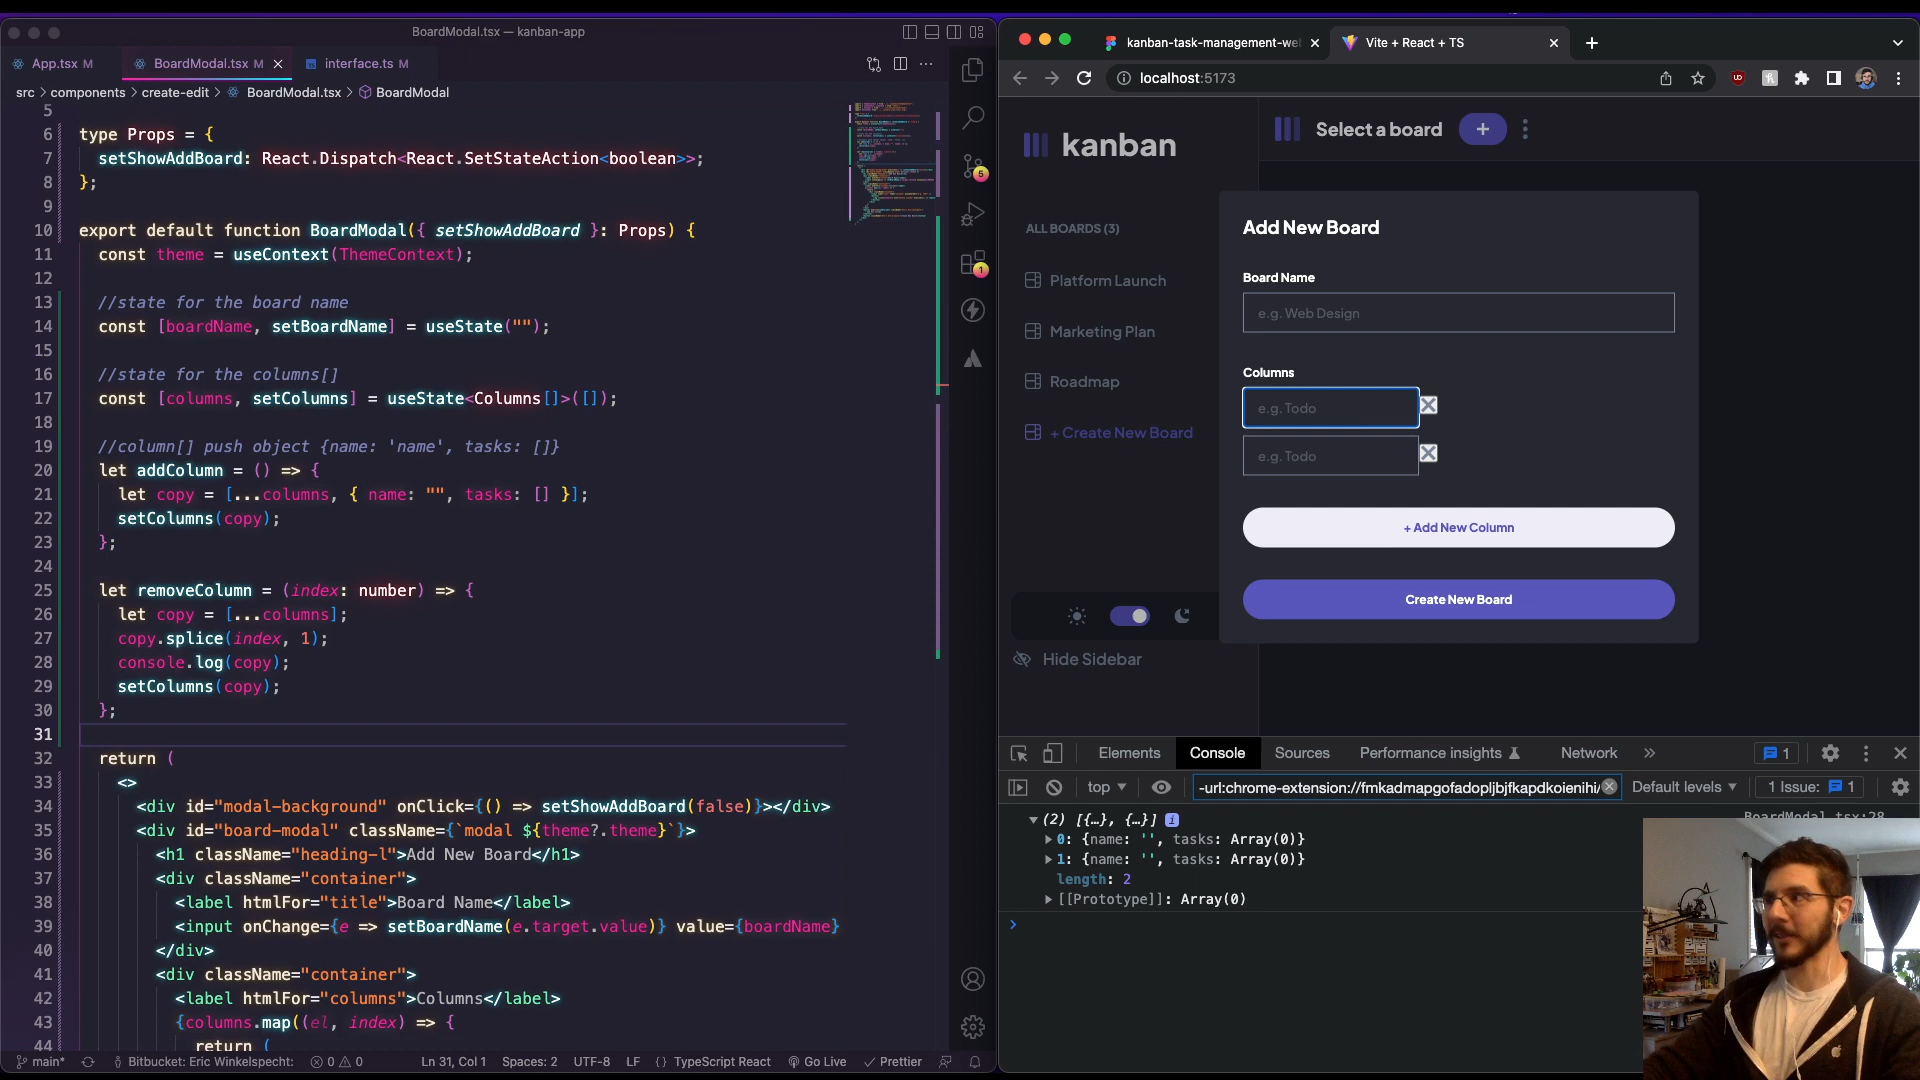 BoardModal.tsx — kanban-app
App.tsx M
BoardModal.tsx M
interface.ts M
src > components > create-edit > BoardModal.tsx > BoardModal
5
6 type Props = {
7 setShowAddBoard: React.Dispatch<React.SetStateAction<boolean>>;
8 };
9
10 export default function BoardModal({ setShowAddBoard }: Props) {
11 const theme = useContext(ThemeContext);
12
13 //state for the board name
14 const [boardName, setBoardName] = useState("");
15
16 //state for the columns[]
17 const [columns, setColumns] = useState<Columns[]>([]);
18
19 //column[] push object {name: 'name', tasks: []}
20 let addColumn = () => {
21 let copy = [...columns, { name: "", tasks: [] }];
22 setColumns(copy);
23 };
24
25 let removeColumn = (index: number) => {
26 let copy = [...columns];
27 copy.splice(index, 1);
28 console.log(copy);
29 setColumns(copy);
30 };
31
32 return (
33 <>
34 <div id="modal-background" onClick={() => setShowAddBoard(false)}></div>
35 <div id="board-modal" className={`modal ${theme?.theme}`}>
36 <h1 className="heading-l">Add New Board</h1>
37 <div className="container">
38 <label htmlFor="title">Board Name</label>
39 <input onChange={e => setBoardName(e.target.value)} value={boardName}
40 </div>
41 <div className="container">
42 <label htmlFor="columns">Columns</label>
43 {columns.map((el, index) => {
44 return (
5
1
main*
Bitbucket: Eric Winkelspecht:
0 0
Ln 31, Col 1
Spaces: 2
UTF-8
LF
{} TypeScript React
Go Live
Prettier
kanban-task-management-we
Vite + React + TS
localhost:5173
kanban
Select a board
+
ALL BOARDS (3)
Platform Launch
Marketing Plan
Roadmap
+ Create New Board
Hide Sidebar
Add New Board
Board Name
e.g. Web Design
Columns
e.g. Todo
e.g. Todo
+ Add New Column
Create New Board
Elements
Console
Sources
Performance insights
Network
»
1
top
-url:chrome-extension://fmkadmapgofadopljbjfkapdkoienihi/
Default levels
1 Issue: 1
BoardModal.tsx:28
(2) [{…}, {…}] i
0: {name: '', tasks: Array(0)}
1: {name: '', tasks: Array(0)}
length: 2
[[Prototype]]: Array(0)